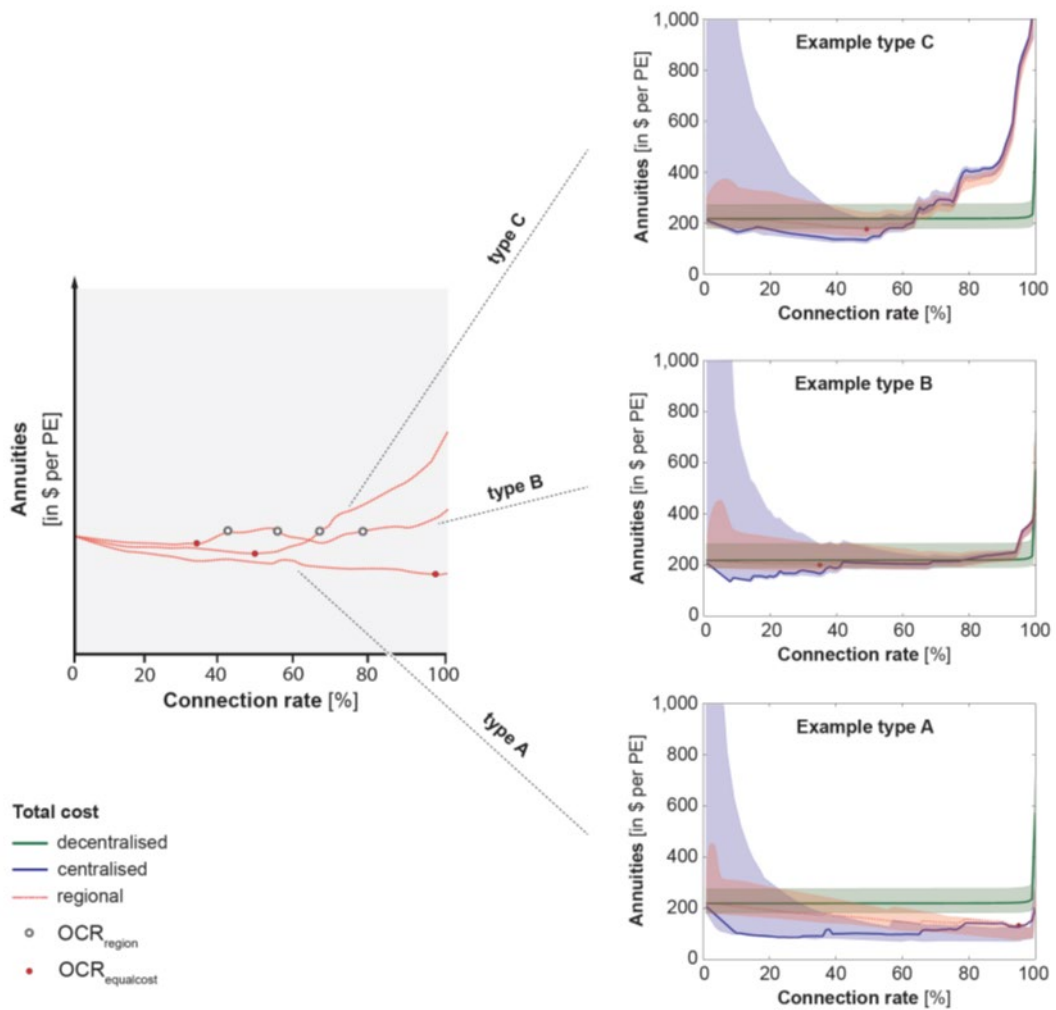 Annuities
[in $ per PE]
0 20 40 60 80 100
Connection rate [%]
type C
type B
type A
Total cost
decentralised
centralised
regional
OCRregion
OCRequalcost
Example type C
1,000
800
600
400
200
0
Annuities [in $ per PE]
0 20 40 60 80 100
Connection rate [%]
Example type B
1,000
800
600
400
200
0
Annuities [in $ per PE]
0 20 40 60 80 100
Connection rate [%]
Example type A
1,000
800
600
400
200
0
Annuities [in $ per PE]
0 20 40 60 80 100
Connection rate [%]